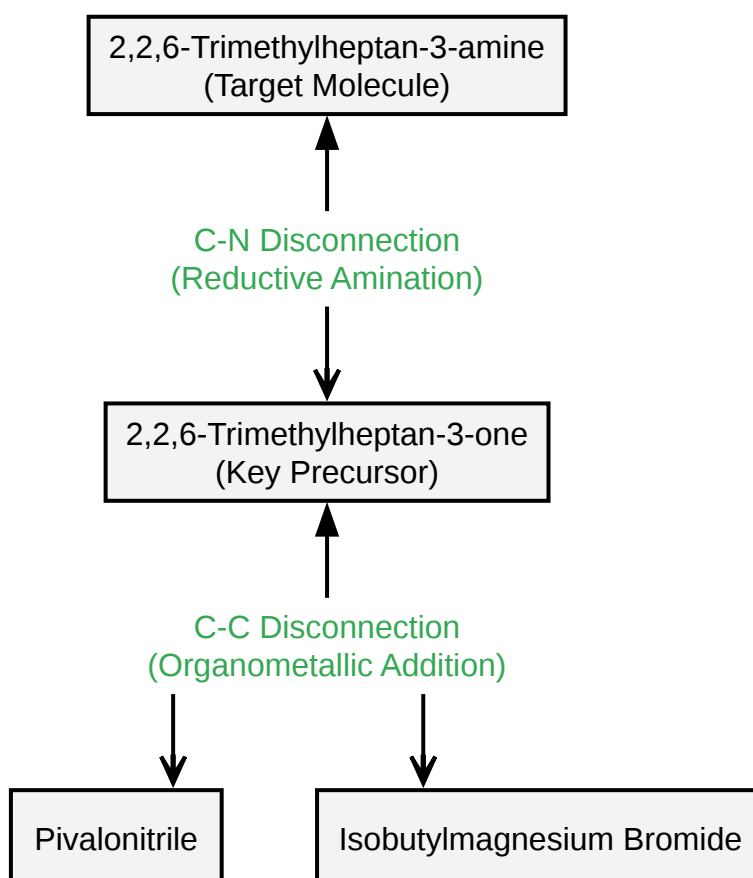 2,2,6-Trimethylheptan-3-amine
(Target Molecule)
C-N Disconnection
(Reductive Amination)
2,2,6-Trimethylheptan-3-one
(Key Precursor)
C-C Disconnection
(Organometallic Addition)
Pivalonitrile
Isobutylmagnesium Bromide